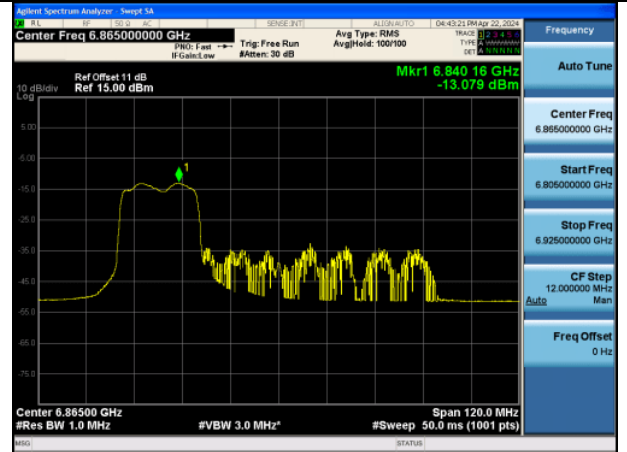 Agilent Spectrum Analyzer - Swept SA
RL RF 50 Ω AC SENSE:INT ALIGNAUTO 04:43:21 PM Apr 22, 2024
Center Freq 6.865000000 GHz
PNO: Fast Trig: Free Run Avg Type: RMS TRACE 1 2 3 4 5 6
IFGain:Low #Atten: 30 dB Avg|Hold: 100/100 TYPE A
DET A N N N N N
Frequency
Auto Tune
Ref Offset 11 dB Mkr1 6.840 16 GHz
10 dB/div Ref 15.00 dBm -13.079 dBm
Log
5.00
-5.00
-15.0
-25.0
-35.0
-45.0
-55.0
-65.0
-75.0
1
Center Freq
6.865000000 GHz
Start Freq
6.805000000 GHz
Stop Freq
6.925000000 GHz
CF Step
12.000000 MHz
Auto Man
Freq Offset
0 Hz
Center 6.86500 GHz Span 120.0 MHz
#Res BW 1.0 MHz #VBW 3.0 MHz* #Sweep 50.0 ms (1001 pts)
MSG STATUS